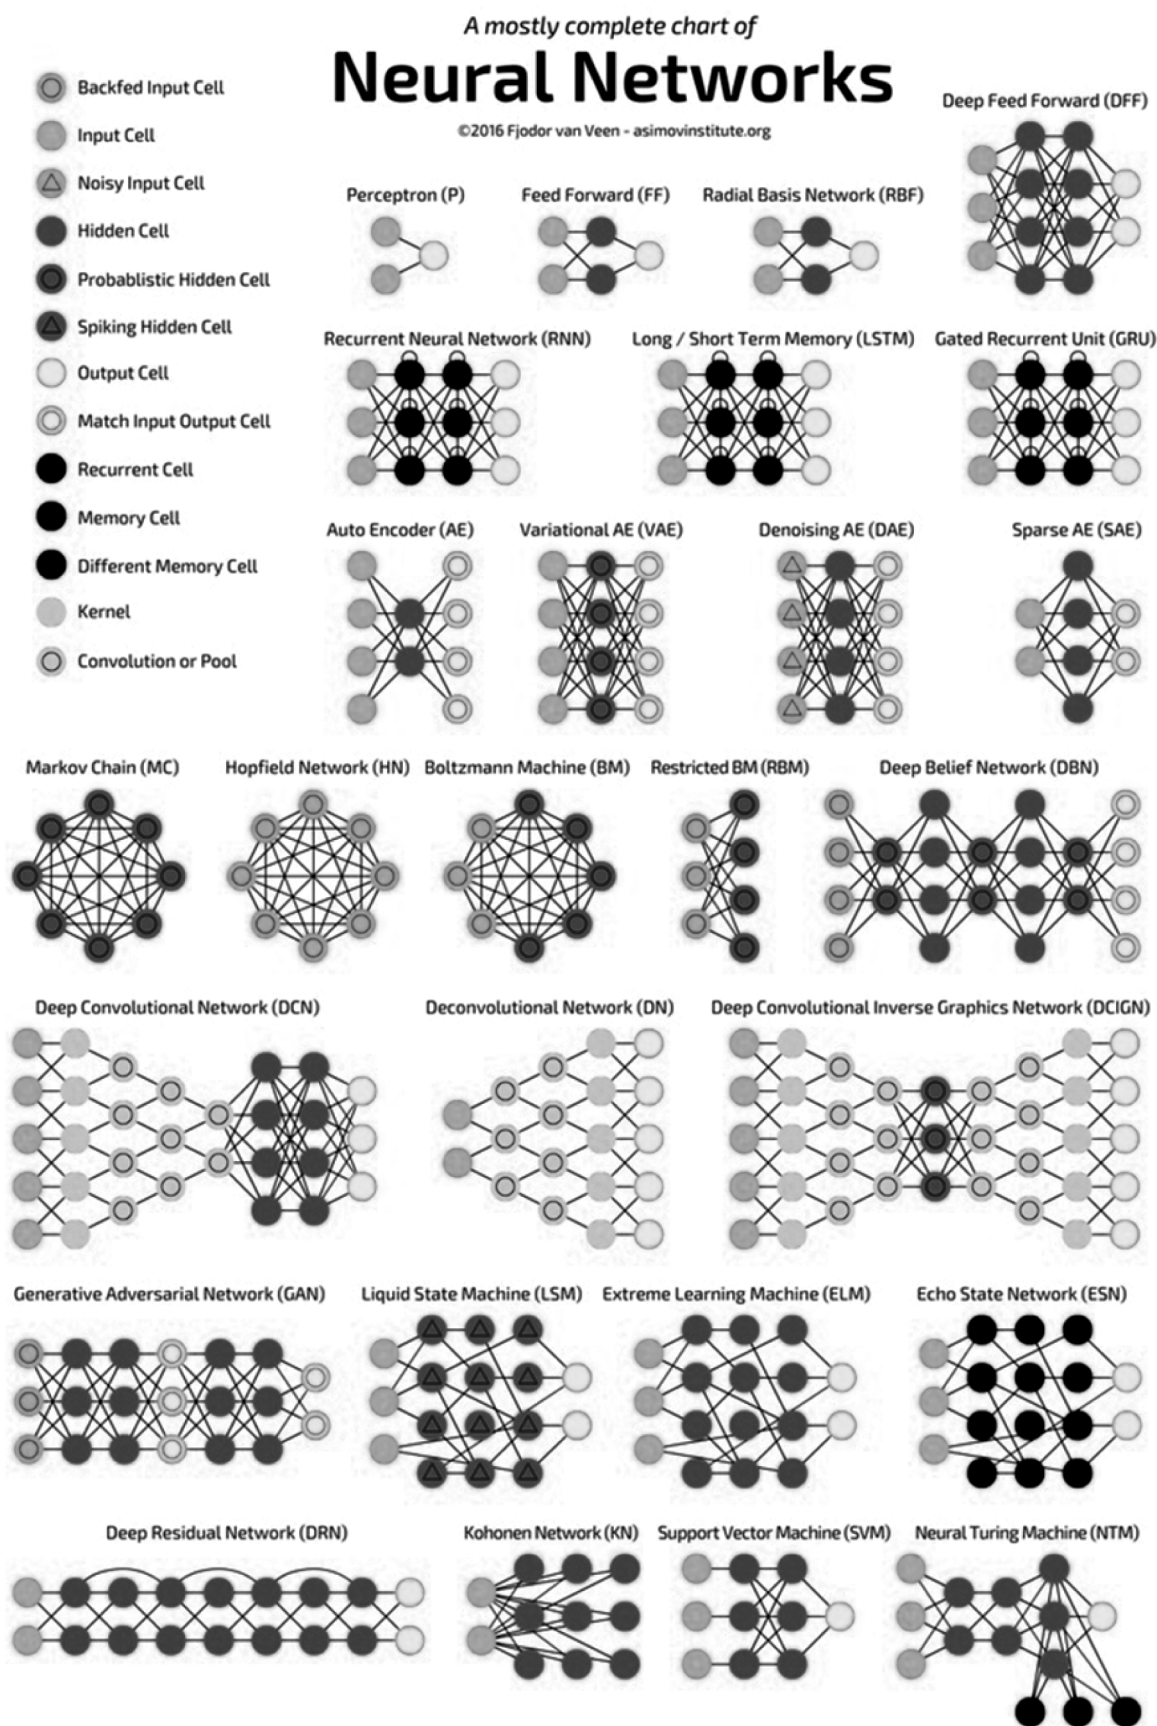 A mostly complete chart of
Neural Networks
©2016 Fjodor van Veen - asimovinstitute.org
Backfed Input Cell
Input Cell
Noisy Input Cell
Hidden Cell
Probablistic Hidden Cell
Spiking Hidden Cell
Output Cell
Match Input Output Cell
Recurrent Cell
Memory Cell
Different Memory Cell
Kernel
Convolution or Pool
Deep Feed Forward (DFF)
Perceptron (P)
Feed Forward (FF)
Radial Basis Network (RBF)
Recurrent Neural Network (RNN)
Long / Short Term Memory (LSTM)
Gated Recurrent Unit (GRU)
Auto Encoder (AE)
Variational AE (VAE)
Denoising AE (DAE)
Sparse AE (SAE)
Markov Chain (MC)
Hopfield Network (HN)
Boltzmann Machine (BM)
Restricted BM (RBM)
Deep Belief Network (DBN)
Deep Convolutional Network (DCN)
Deconvolutional Network (DN)
Deep Convolutional Inverse Graphics Network (DCIGN)
Generative Adversarial Network (GAN)
Liquid State Machine (LSM)
Extreme Learning Machine (ELM)
Echo State Network (ESN)
Deep Residual Network (DRN)
Kohonen Network (KN)
Support Vector Machine (SVM)
Neural Turing Machine (NTM)